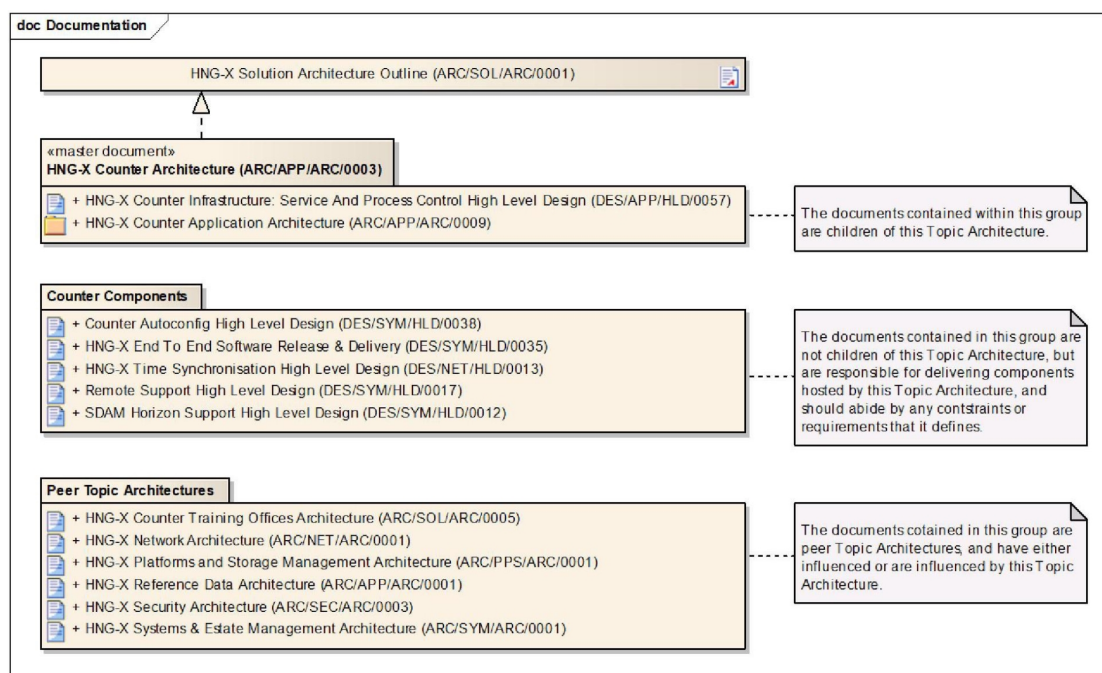 doc Documentation
HNG-X Solution Architecture Outline (ARC/SOL/ARC/0001)
«master document»
HNG-X Counter Architecture (ARC/APP/ARC/0003)
+ HNG-X Counter Infrastructure: Service And Process Control High Level Design (DES/APP/HLD/0057)
+ HNG-X Counter Application Architecture (ARC/APP/ARC/0009)
The documents contained within this group
are children of this Topic Architecture.
Counter Components
+ Counter Autoconfig High Level Design (DES/SYM/HLD/0038)
+ HNG-X End To End Software Release & Delivery (DES/SYM/HLD/0035)
+ HNG-X Time Synchronisation High Level Design (DES/NET/HLD/0013)
+ Remote Support High Level Design (DES/SYM/HLD/0017)
+ SDAM Horizon Support High Level Design (DES/SYM/HLD/0012)
The documents contained in this group are
not children of this Topic Architecture, but
are responsible for delivering components
hosted by this Topic Architecture, and
should abide by any contstraints or
requirements that it defines.
Peer Topic Architectures
+ HNG-X Counter Training Offices Architecture (ARC/SOL/ARC/0005)
+ HNG-X Network Architecture (ARC/NET/ARC/0001)
+ HNG-X Platforms and Storage Management Architecture (ARC/PPS/ARC/0001)
+ HNG-X Reference Data Architecture (ARC/APP/ARC/0001)
+ HNG-X Security Architecture (ARC/SEC/ARC/0003)
+ HNG-X Systems & Estate Management Architecture (ARC/SYM/ARC/0001)
The documents cotained in this group are
peer Topic Architectures, and have either
influenced or are influenced by this Topic
Architecture.